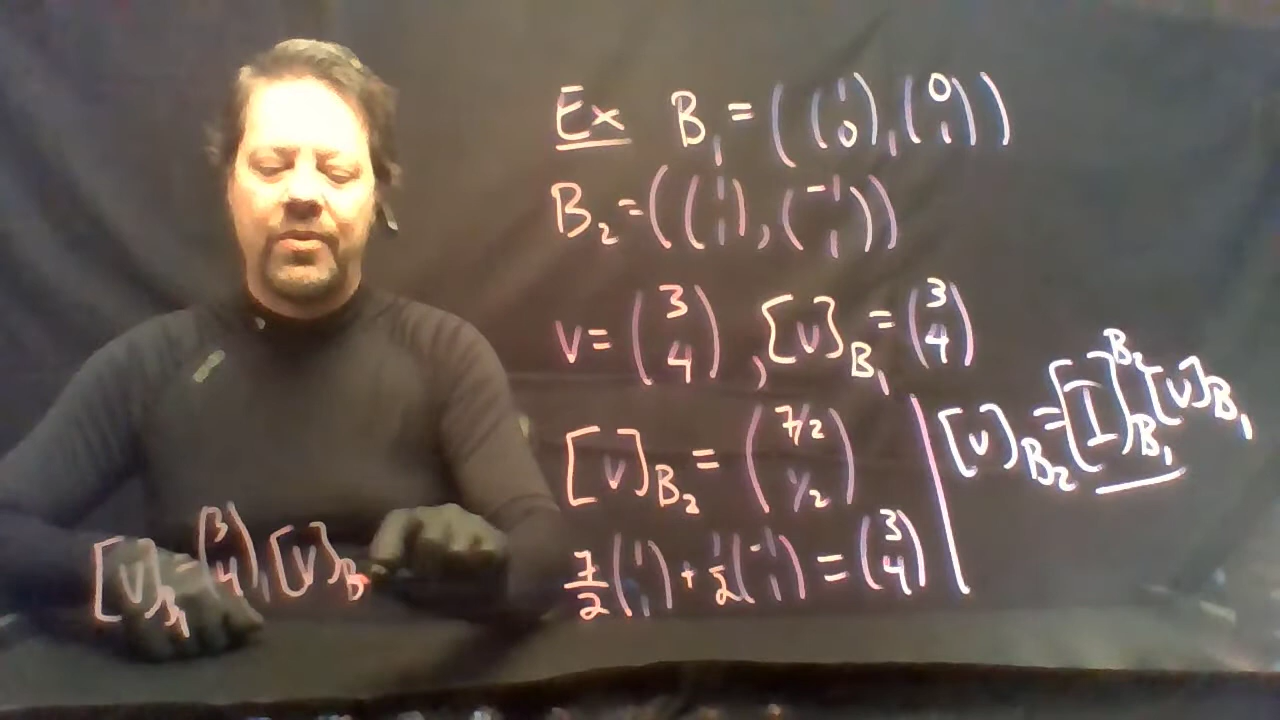 Ex B₁ = ( (1 0), (0 1) )
B₂ = ( (1 1), (-1 1) )
v = (3 4), [v]B₁ = (3 4)
[v]B₂ = (7/2 1/2)
7/2 (1 1) + 1/2 (-1 1) = (3 4)
[v]B₂ = [I]B₁B₂ [v]B₁
[v]B₁ = (3 4), [v]B